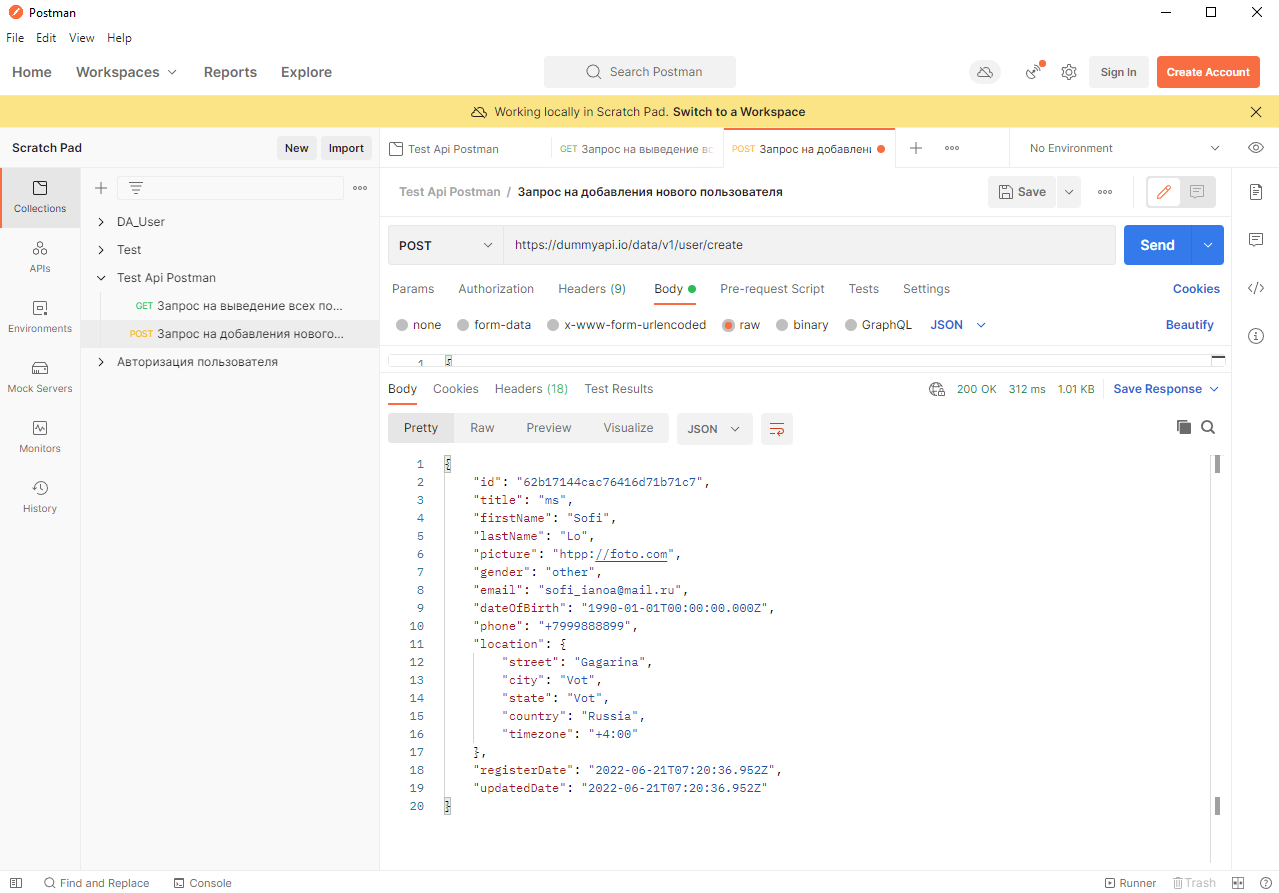 Postman
File Edit View Help
Home Workspaces Reports Explore Search Postman Sign In Create Account
Working locally in Scratch Pad. Switch to a Workspace
Scratch Pad New Import Test Api Postman GET Запрос на выведение вс POST Запрос на добавлени No Environment
Collections
APIs
Environments
Mock Servers
Monitors
History
DA_User
Test
Test Api Postman
GET Запрос на выведение всех по...
POST Запрос на добавления нового...
Авторизация пользователя
Test Api Postman / Запрос на добавления нового пользователя Save
POST https://dummyapi.io/data/v1/user/create Send
Params Authorization Headers (9) Body Pre-request Script Tests Settings Cookies
none form-data x-www-form-urlencoded raw binary GraphQL JSON Beautify
1 {
Body Cookies Headers (18) Test Results 200 OK 312 ms 1.01 KB Save Response
Pretty Raw Preview Visualize JSON
1 {
2 "id": "62b17144cac76416d71b71c7",
3 "title": "ms",
4 "firstName": "Sofi",
5 "lastName": "Lo",
6 "picture": "htpp://foto.com",
7 "gender": "other",
8 "email": "sofi_ianoa@mail.ru",
9 "dateOfBirth": "1990-01-01T00:00:00.000Z",
10 "phone": "+7999888899",
11 "location": {
12 "street": "Gagarina",
13 "city": "Vot",
14 "state": "Vot",
15 "country": "Russia",
16 "timezone": "+4:00"
17 },
18 "registerDate": "2022-06-21T07:20:36.952Z",
19 "updatedDate": "2022-06-21T07:20:36.952Z"
20 }
Find and Replace Console Runner Trash